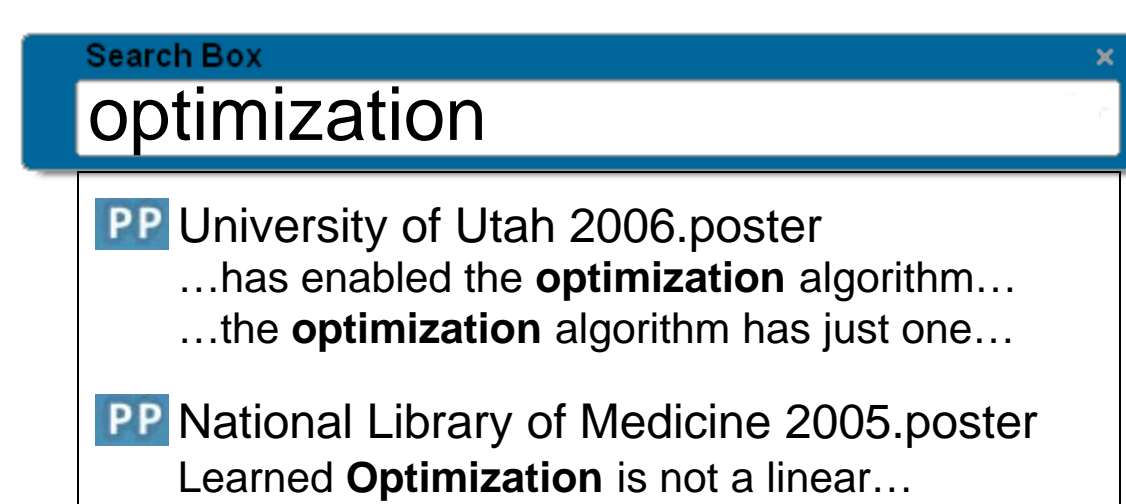 Search Box
optimization
PP University of Utah 2006.poster
…has enabled the optimization algorithm…
…the optimization algorithm has just one…
PP National Library of Medicine 2005.poster
Learned Optimization is not a linear…